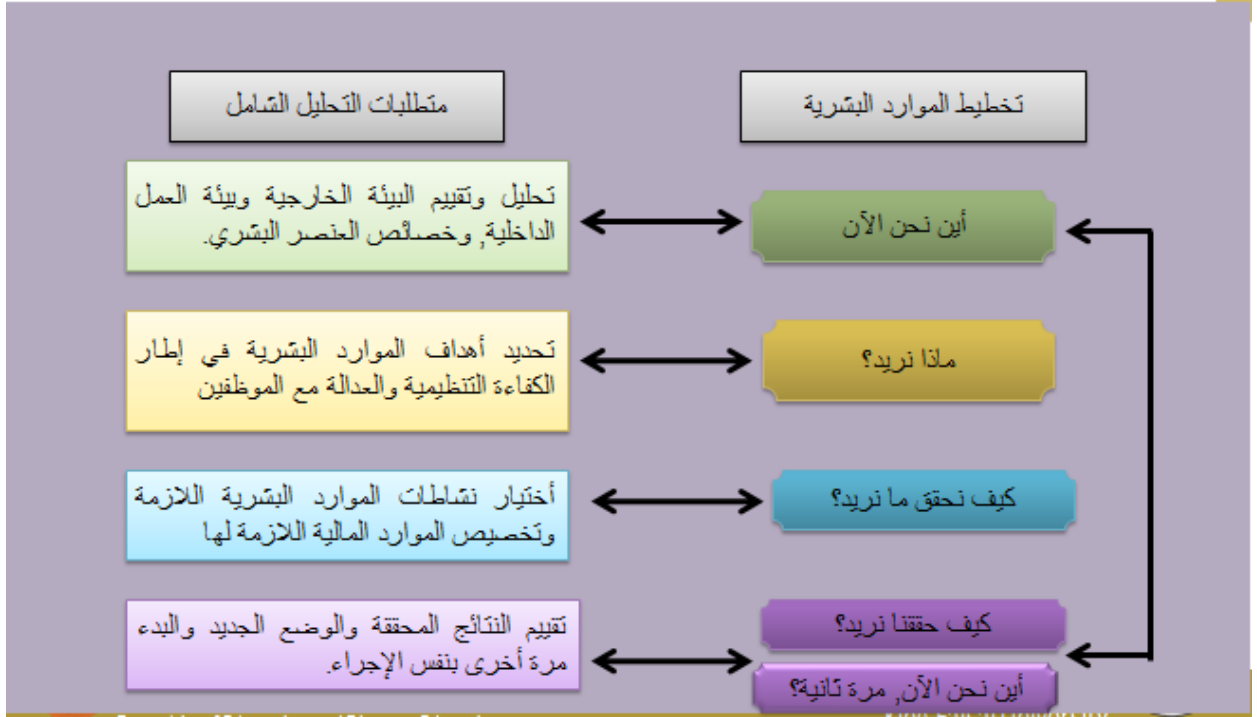 تخطيط الموارد البشرية
متطلبات التحليل الشامل
أين نحن الآن
تحليل وتقييم البيئة الخارجية وبيئة العمل
الداخلية, وخصائص العنصر البشري.
ماذا نريد؟
تحديد أهداف الموارد البشرية في إطار
الكفاءة التنظيمية والعدالة مع الموظفين
كيف نحقق ما نريد؟
أختيار نشاطات الموارد البشرية اللازمة
وتخصيص الموارد المالية اللازمة لها
كيف حققنا نريد؟
أين نحن الآن, مرة ثانية؟
تقييم النتائج المحققة والوضع الجديد والبدء
مرة أخرى بنفس الإجراء.